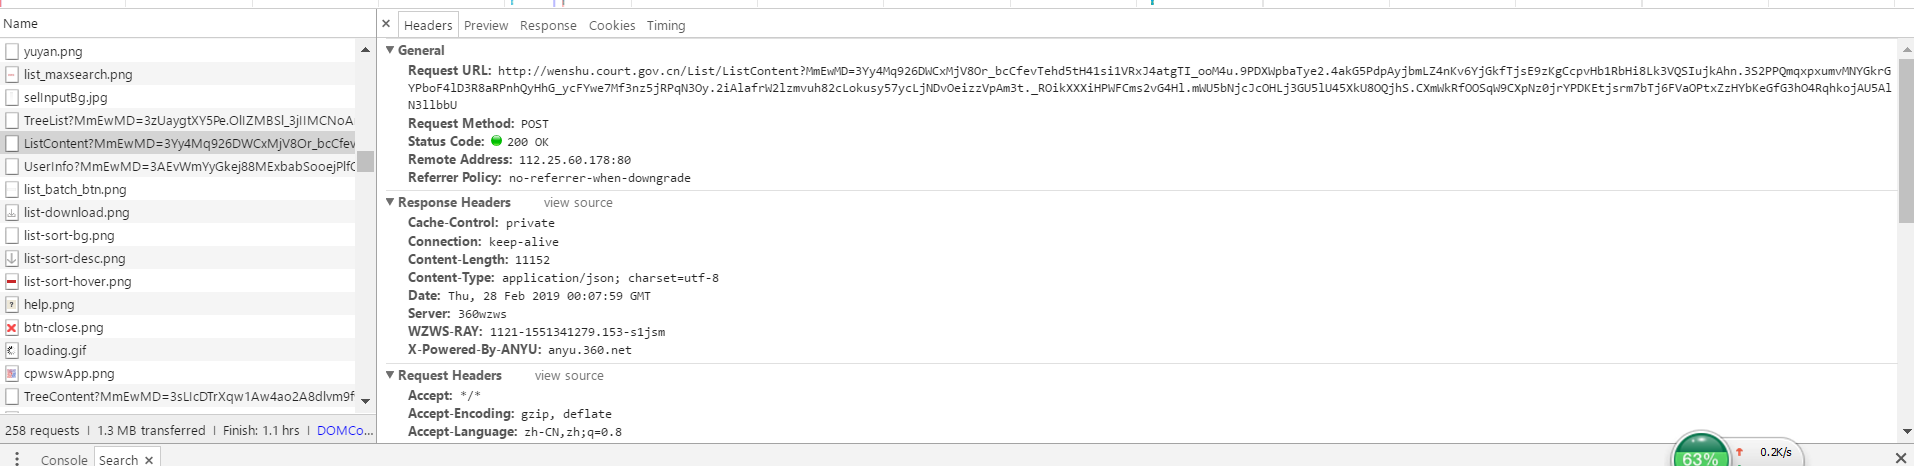 Name
yuyan.png
list_maxsearch.png
selInputBg.jpg
TreeList?MmEwMD=3zUaygtXY5Pe.OlIZMBSl_3jIIMCNoA
ListContent?MmEwMD=3Yy4Mq926DWCxMjV8Or_bcCfev
UserInfo?MmEwMD=3AEvWmYyGkej88MExbabSooejPlfC
list_batch_btn.png
list-download.png
list-sort-bg.png
list-sort-desc.png
list-sort-hover.png
help.png
btn-close.png
loading.gif
cpwswApp.png
TreeContent?MmEwMD=3sLIcDTrXqw1Aw4ao2A8dlvm9f
258 requests | 1.3 MB transferred | Finish: 1.1 hrs | DOMCo...
× Headers Preview Response Cookies Timing
General
Request URL: http://wenshu.court.gov.cn/List/ListContent?MmEwMD=3Yy4Mq926DWCxMjV8Or_bcCfevTehd5tH41si1VRxJ4atgTI_ooM4u.9PDXWpbaTye2.4akG5PdpAyjbmLZ4nKv6YjGkfTjsE9zKgCcpvHb1RbHi8Lk3VQSIujkAhn.3S2PPQmqxpxumvMNYGkrG
YPboF4lD3R8aRPnhQyHhG_ycFYwe7Mf3nz5jRPqN3Oy.2iAlafrW2lzmvuh82cLokusy57ycLjNDvOeizzVpAm3t._ROikXXXiHPWFCms2vG4Hl.mWU5bNjcJcOHLj3GU5lU45XkU8OQjhS.CXmWkRfOOSqW9CXpNz0jrYPDKEtjsrm7bTj6FVaOPtxZzHYbKeGfG3hO4RqhkojAU5Al
N3llbbU
Request Method: POST
Status Code: 200 OK
Remote Address: 112.25.60.178:80
Referrer Policy: no-referrer-when-downgrade
Response Headers view source
Cache-Control: private
Connection: keep-alive
Content-Length: 11152
Content-Type: application/json; charset=utf-8
Date: Thu, 28 Feb 2019 00:07:59 GMT
Server: 360wzws
WZWS-RAY: 1121-1551341279.153-s1jsm
X-Powered-By-ANYU: anyu.360.net
Request Headers view source
Accept: */*
Accept-Encoding: gzip, deflate
Accept-Language: zh-CN,zh;q=0.8
Console Search ×
63% 0.2K/s